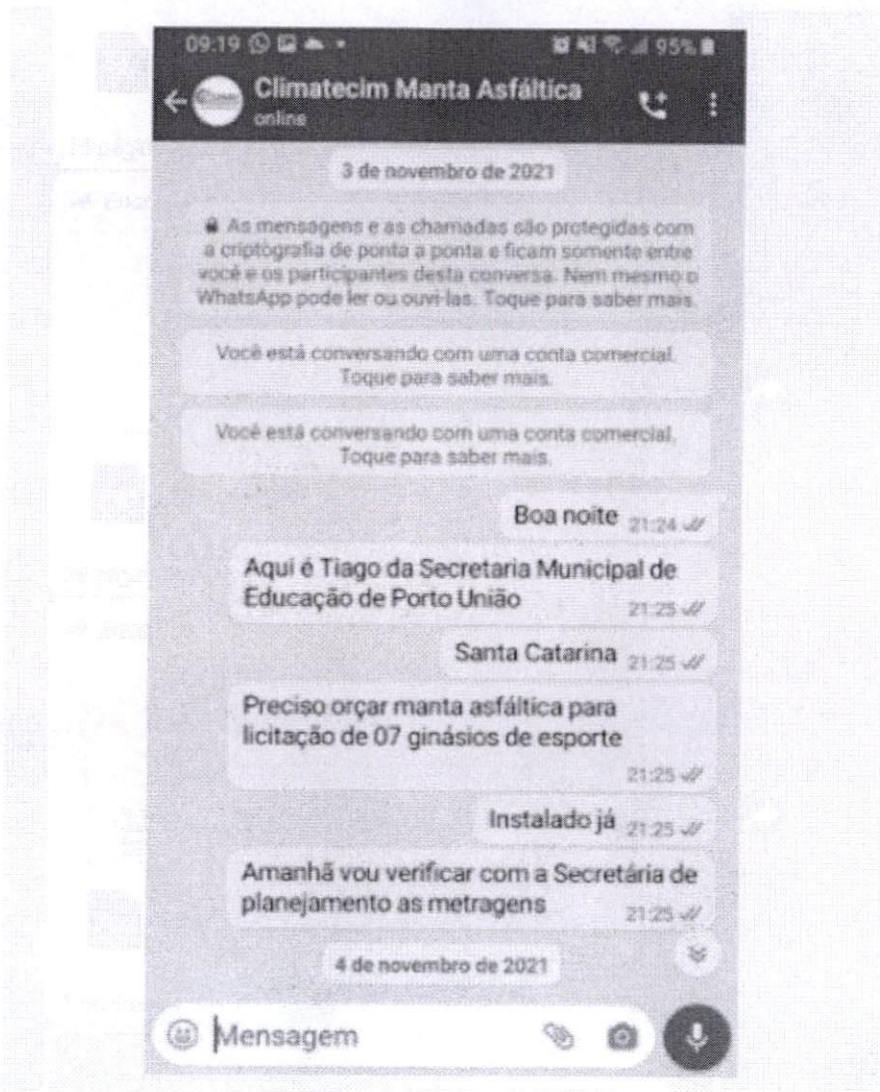 09:19 95%
Climatecim Manta Asfáltica
online
3 de novembro de 2021
As mensagens e as chamadas são protegidas com
a criptografia de ponta a ponta e ficam somente entre
você e os participantes desta conversa. Nem mesmo o
WhatsApp pode ler ou ouvi-las. Toque para saber mais.
Você está conversando com uma conta comercial.
Toque para saber mais.
Você está conversando com uma conta comercial.
Toque para saber mais.
Boa noite 21:24
Aqui é Tiago da Secretaria Municipal de
Educação de Porto União 21:25
Santa Catarina 21:25
Preciso orçar manta asfáltica para
licitação de 07 ginásios de esporte
21:25
Instalado já 21:25
Amanhã vou verificar com a Secretária de
planejamento as metragens 21:25
4 de novembro de 2021
Mensagem